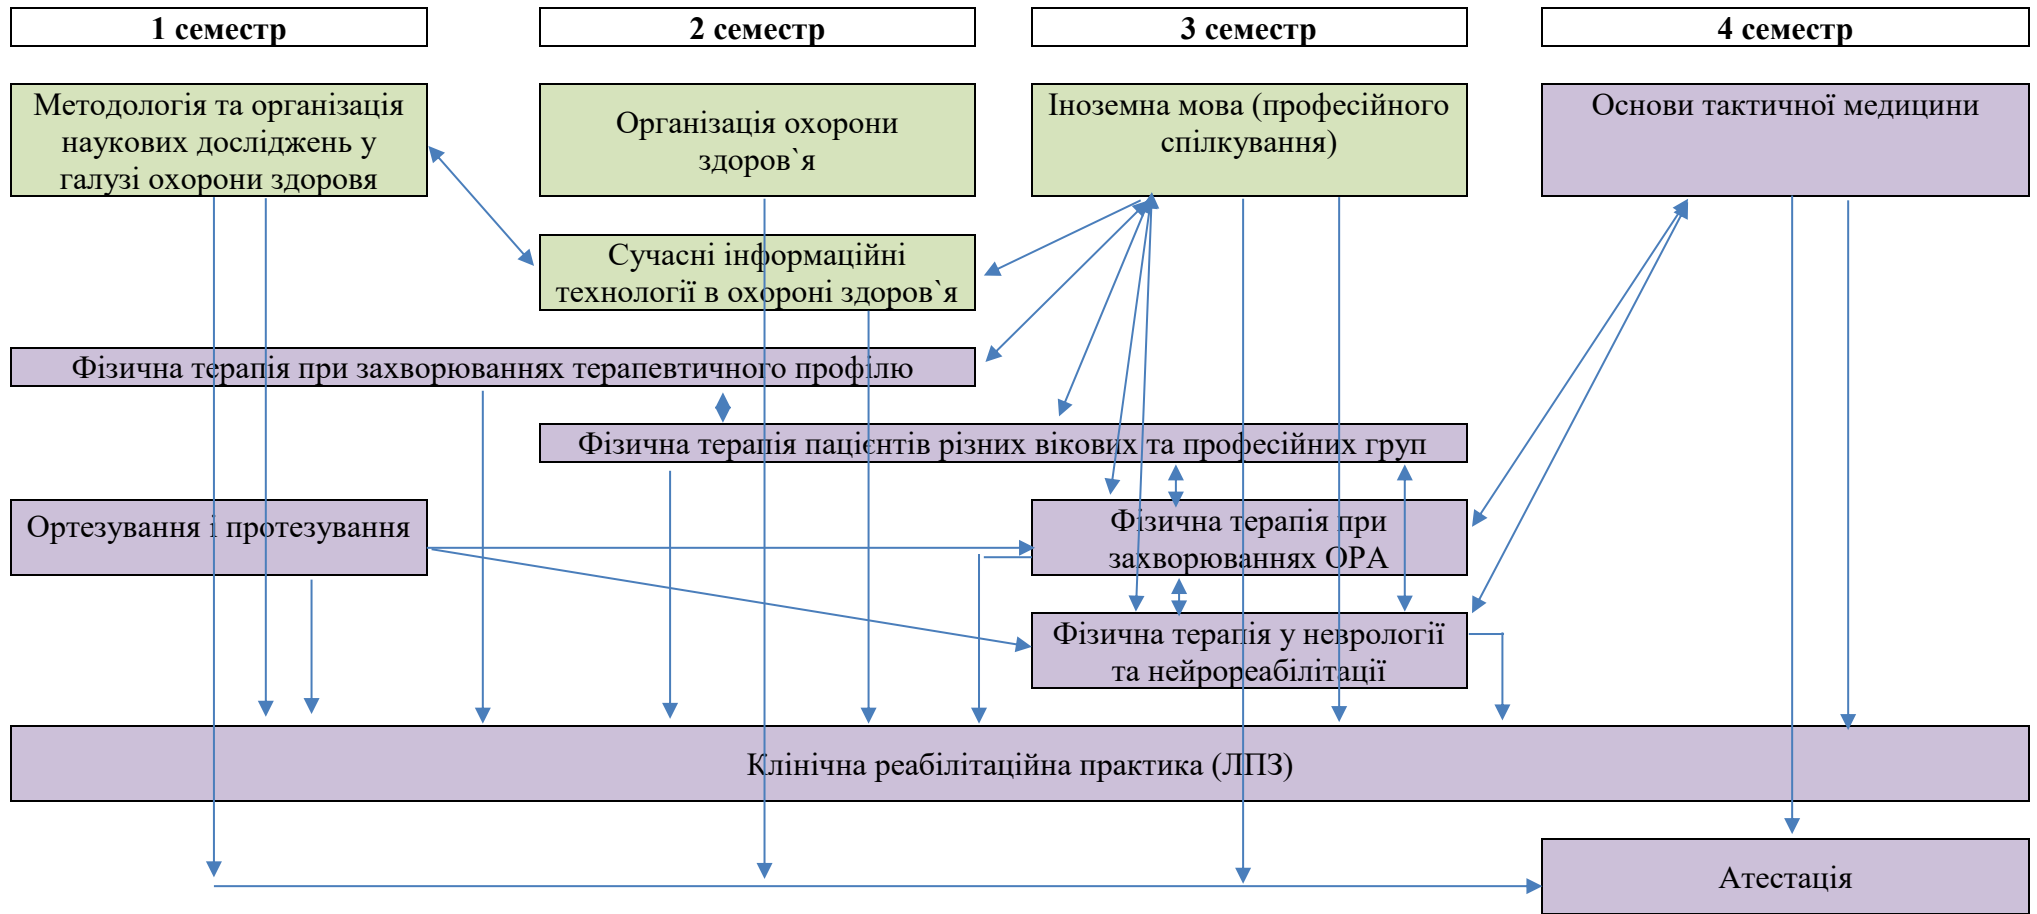 1 семестр
2 семестр
3 семестр
4 семестр
Методологія та організація
наукових досліджень у
галузі охорони здоровя
Організація охорони
здоров`я
Іноземна мова (професійного
спілкування)
Основи тактичної медицини
Сучасні інформаційні
технології в охороні здоров`я
Фізична терапія при захворюваннях терапевтичного профілю
Фізична терапія пацієнтів різних вікових та професійних груп
Ортезування і протезування
Фізична терапія при
захворюваннях ОРА
Фізична терапія у неврології
та нейрореабілітації
Клінічна реабілітаційна практика (ЛПЗ)
Атестація